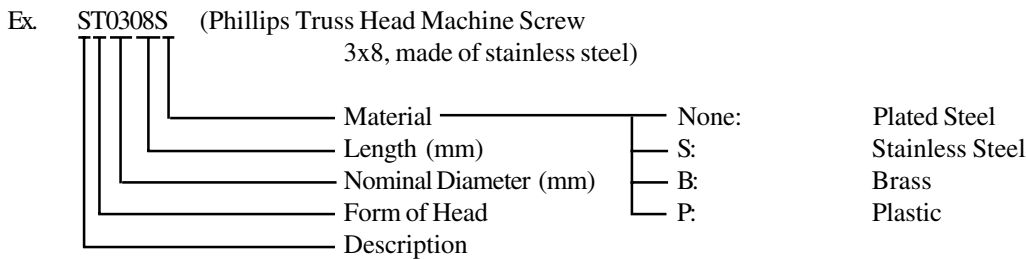 Ex. ST0308S (Phillips Truss Head Machine Screw
3x8, made of stainless steel)
Material None: Plated Steel
Length (mm) S: Stainless Steel
Nominal Diameter (mm) B: Brass
Form of Head P: Plastic
Description